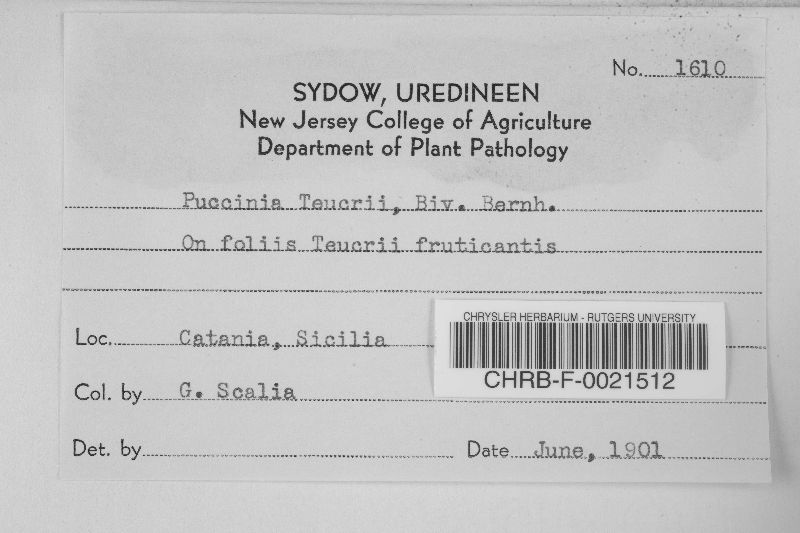 No. 1610
SYDOW, UREDINEEN
New Jersey College of Agriculture
Department of Plant Pathology
Puccinia Teucrii, Biv. Bernh.
On foliis Teucrii fruticantis
Loc. Catania, Sicilia
CHRYSLER HERBARIUM - RUTGERS UNIVERSITY
CHRB-F-0021512
Col. by G. Scalia
Det. by
Date June, 1901